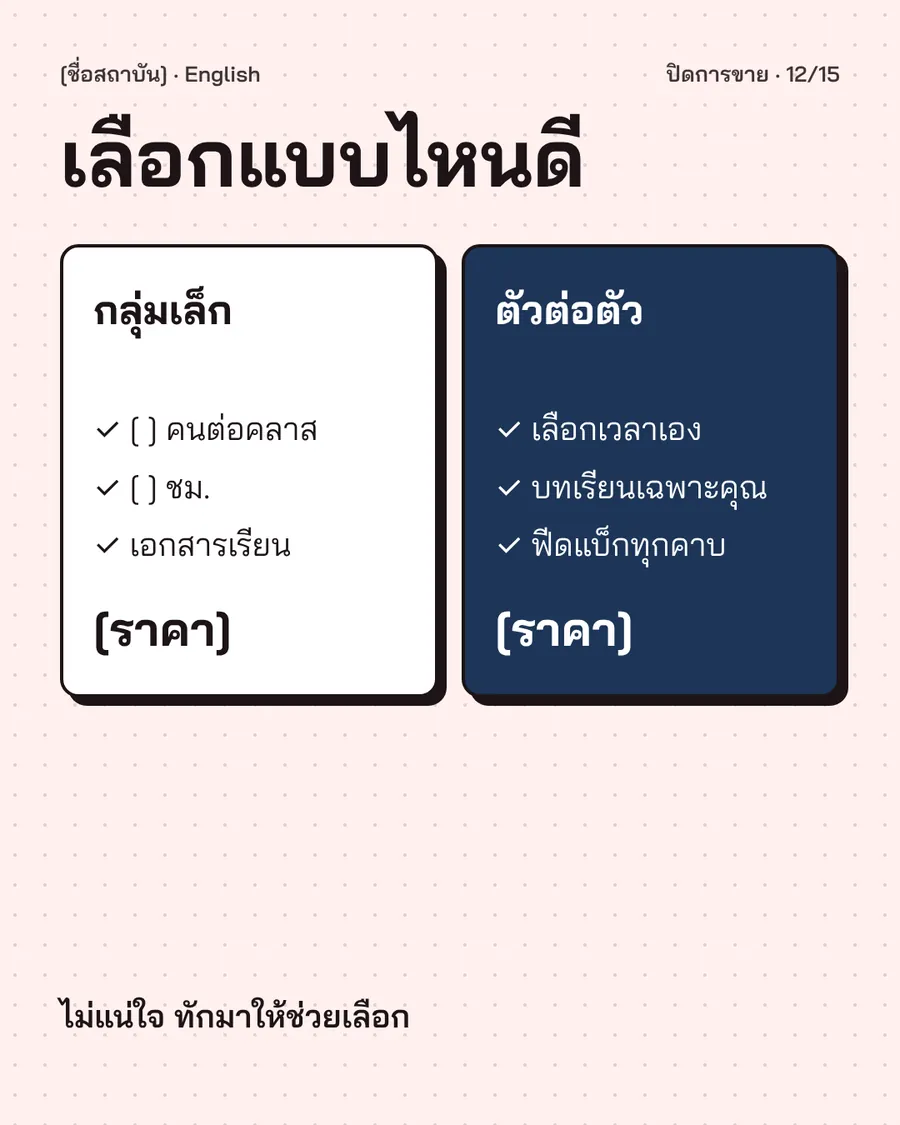 (ชื่อสถาบัน) · English
ปิดการขาย · 12/15
เลือกแบบไหนดี
กลุ่มเล็ก
✓ ( ) คนต่อคลาส
✓ ( ) ชม.
✓ เอกสารเรียน
(ราคา)
ตัวต่อตัว
✓ เลือกเวลาเอง
✓ บทเรียนเฉพาะคุณ
✓ ฟีดแบ็กทุกคาบ
(ราคา)
ไม่แน่ใจ ทักมาให้ช่วยเลือก